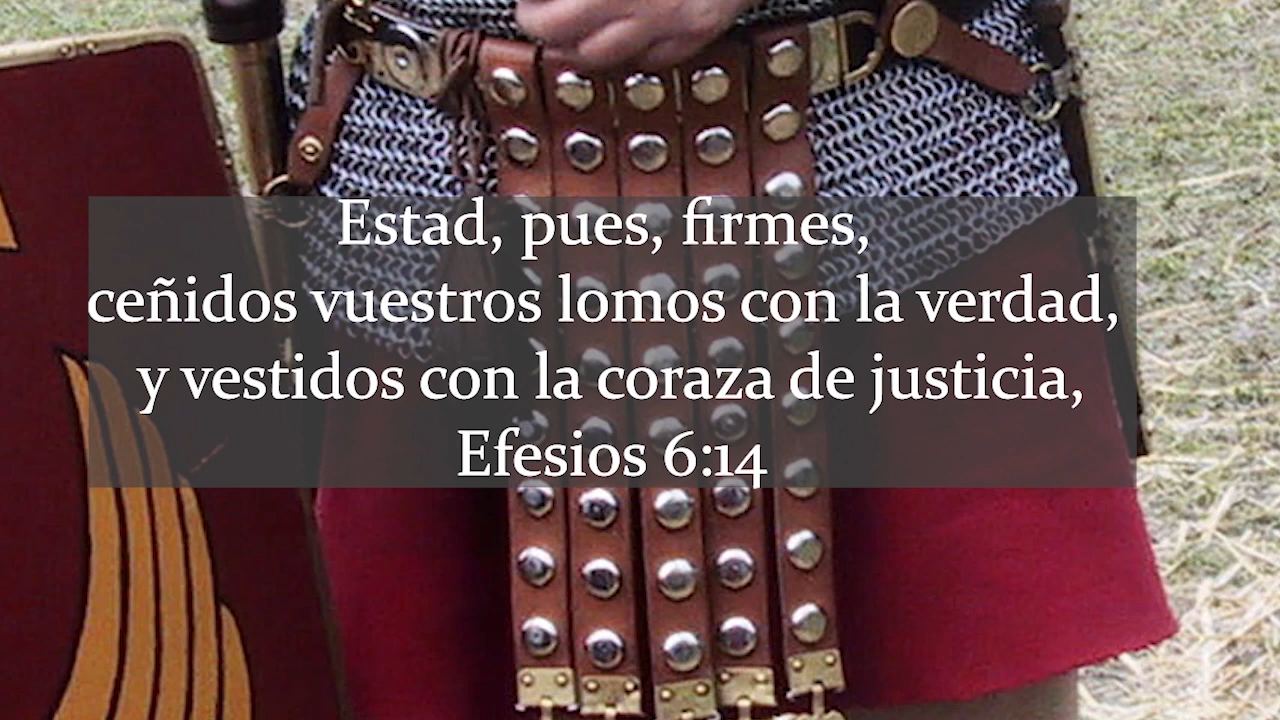 Estad, pues, firmes,
ceñidos vuestros lomos con la verdad,
y vestidos con la coraza de justicia,
Efesios 6:14